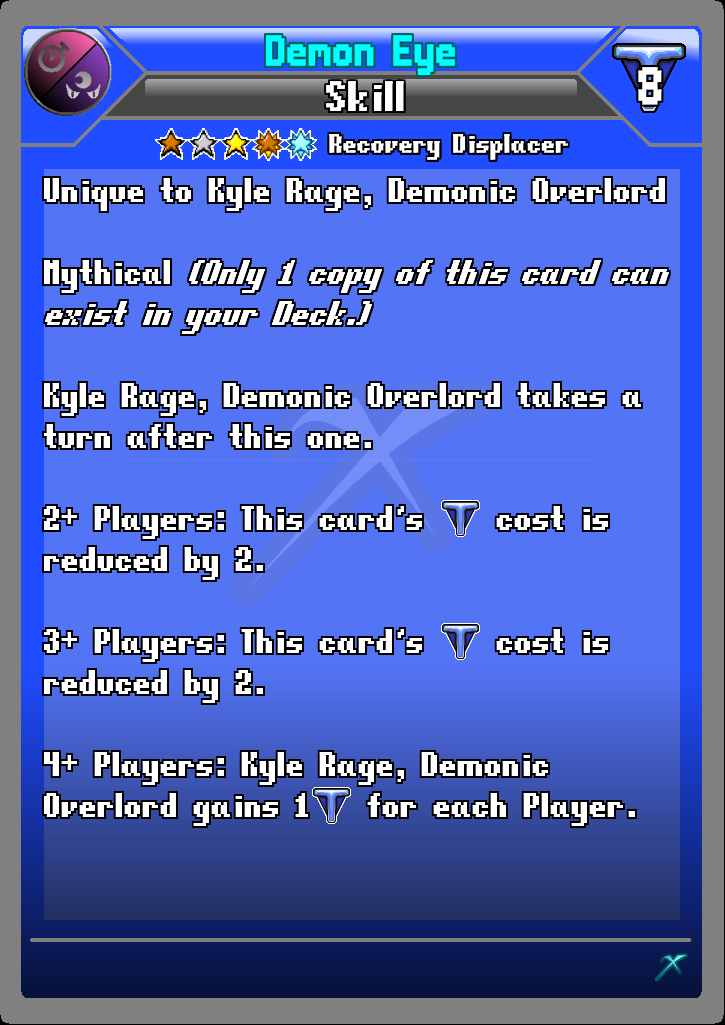 Demon Eye
8
Skill
Recovery Displacer
Unique to Kyle Rage, Demonic Overlord
Mythical (Only 1 copy of this card can
exist in your Deck.)
Kyle Rage, Demonic Overlord takes a
turn after this one.
2+ Players: This card's T cost is
reduced by 2.
3+ Players: This card's T cost is
reduced by 2.
4+ Players: Kyle Rage, Demonic
Overlord gains 1T for each Player.